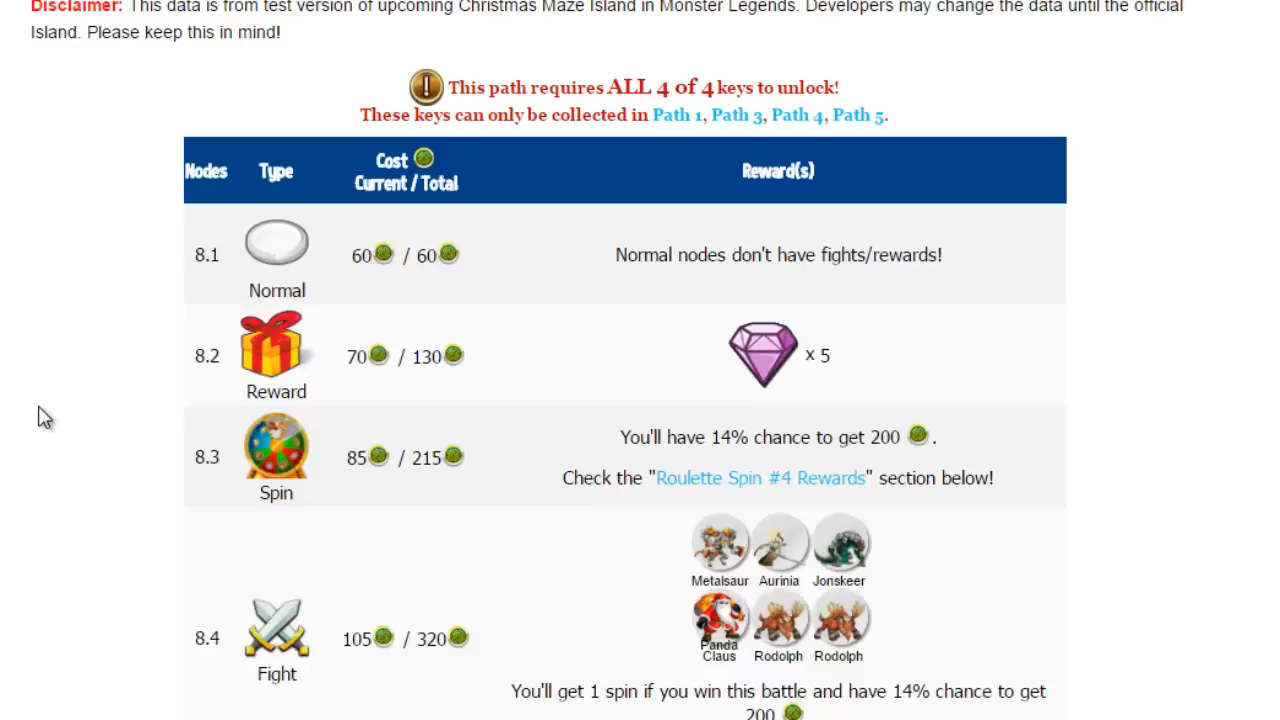 Disclaimer: This data is from test version of upcoming Christmas Maze Island in Monster Legends. Developers may change the data until the official
Island. Please keep this in mind!
This path requires ALL 4 of 4 keys to unlock!
These keys can only be collected in Path 1, Path 3, Path 4, Path 5.
Nodes Type Cost Current / Total Reward(s)
8.1 Normal 60 / 60 Normal nodes don't have fights/rewards!
8.2 Reward 70 / 130 x 5
8.3 Spin 85 / 215 You'll have 14% chance to get 200 .
Check the "Roulette Spin #4 Rewards" section below!
Metalsaur Aurinia Jonskeer
8.4 Fight 105 / 320
Panda Claus Rodolph Rodolph
You'll get 1 spin if you win this battle and have 14% chance to get
200